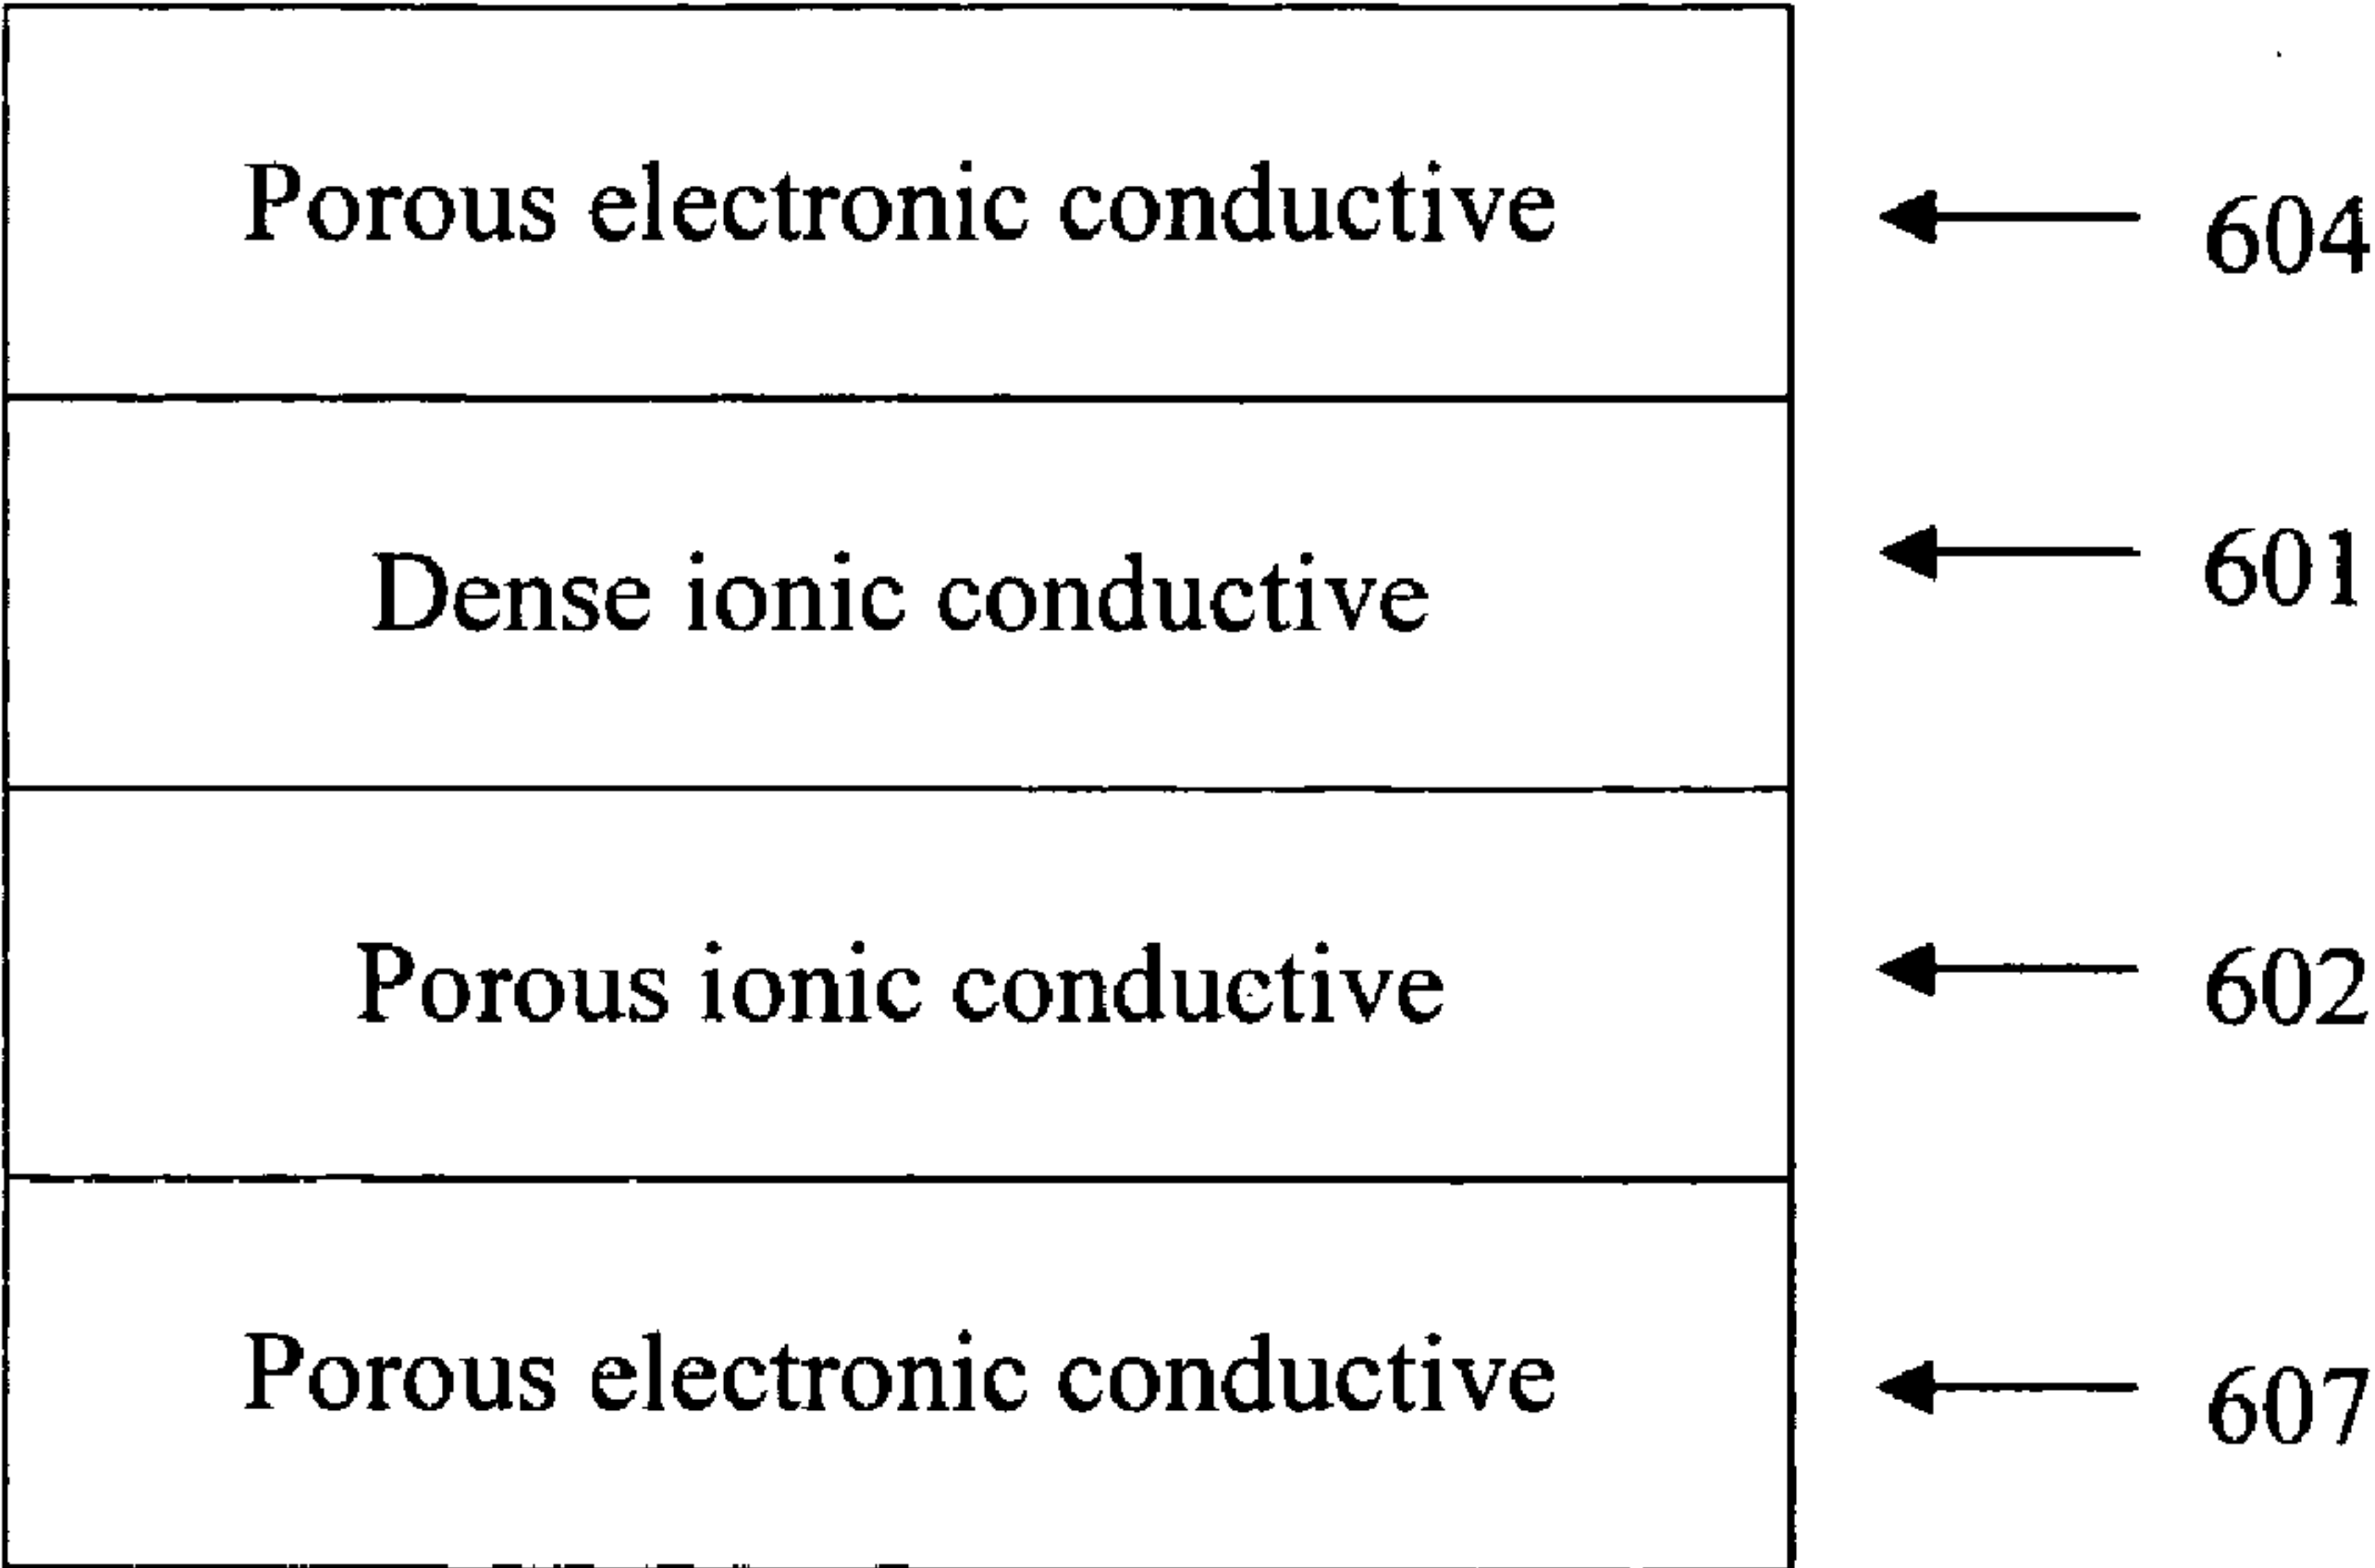 Porous electronic conductive 604
Dense ionic conductive 601
Porous ionic conductive 602
Porous electronic conductive 607